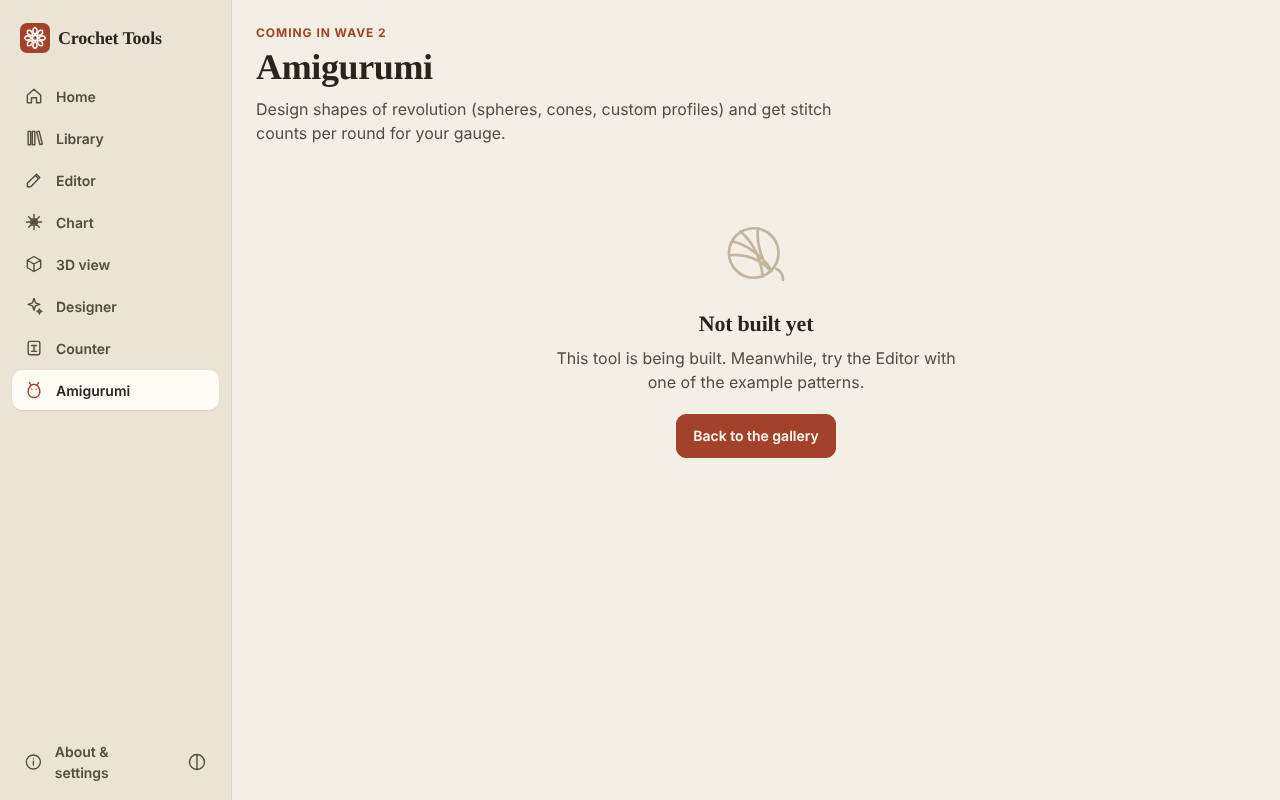 Crochet Tools
Home
Library
Editor
Chart
3D view
Designer
Counter
Amigurumi
About &
settings
COMING IN WAVE 2
Amigurumi
Design shapes of revolution (spheres, cones, custom profiles) and get stitch
counts per round for your gauge.
Not built yet
This tool is being built. Meanwhile, try the Editor with
one of the example patterns.
Back to the gallery